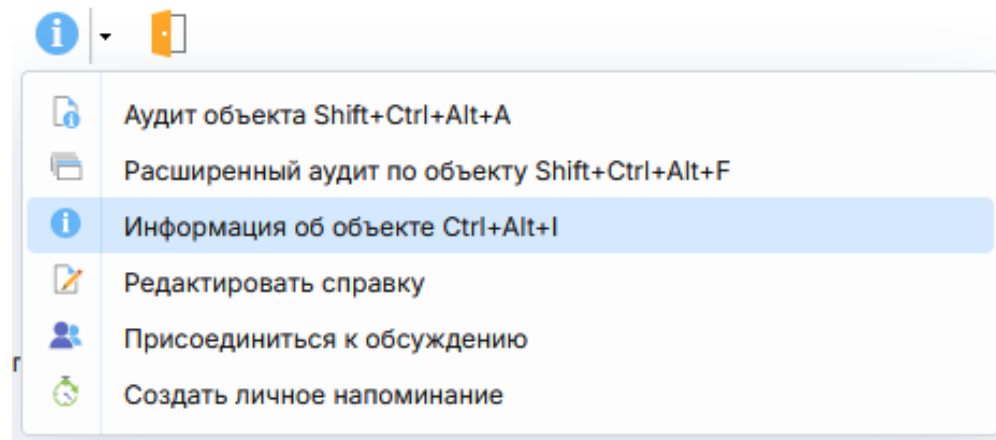 Аудит объекта Shift+Ctrl+Alt+A
Расширенный аудит по объекту Shift+Ctrl+Alt+F
Информация об объекте Ctrl+Alt+I
Редактировать справку
Присоединиться к обсуждению
Создать личное напоминание